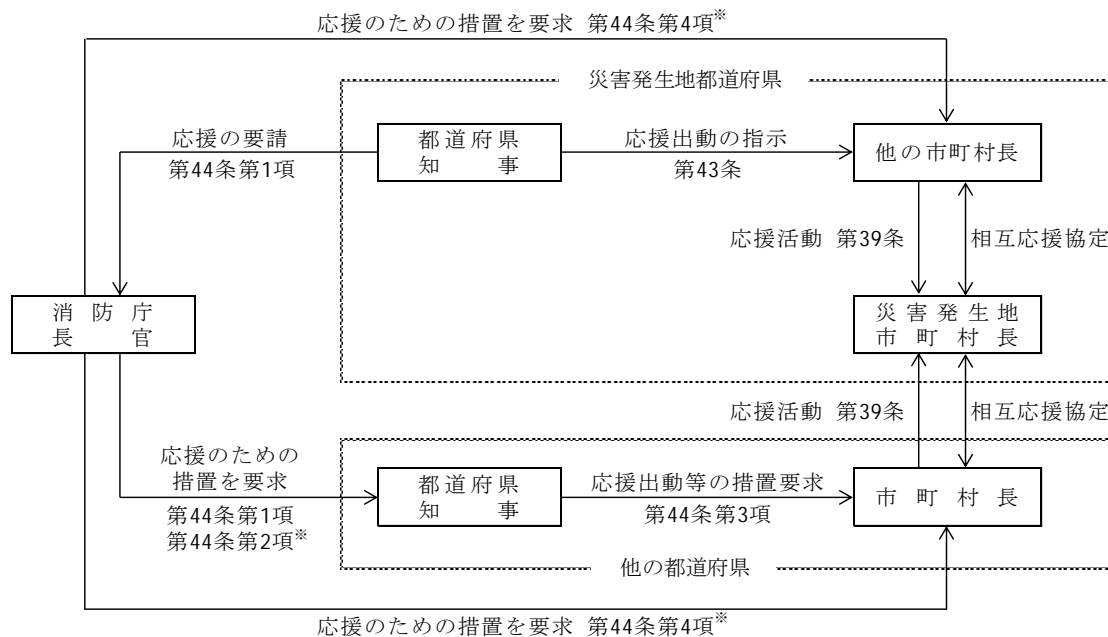 応援のための措置を要求 第44条第4項※
災害発生地都道府県
応援の要請
第44条第1項
都道府県
知事
応援出動の指示
第43条
他の市町村長
応援活動 第39条
相互応援協定
消防庁
長官
災害発生地
市町村長
応援活動 第39条
相互応援協定
応援のための
措置を要求
第44条第1項
第44条第2項※
都道府県
知事
応援出動等の措置要求
第44条第3項
市町村長
他の都道府県
応援のための措置を要求 第44条第4項※